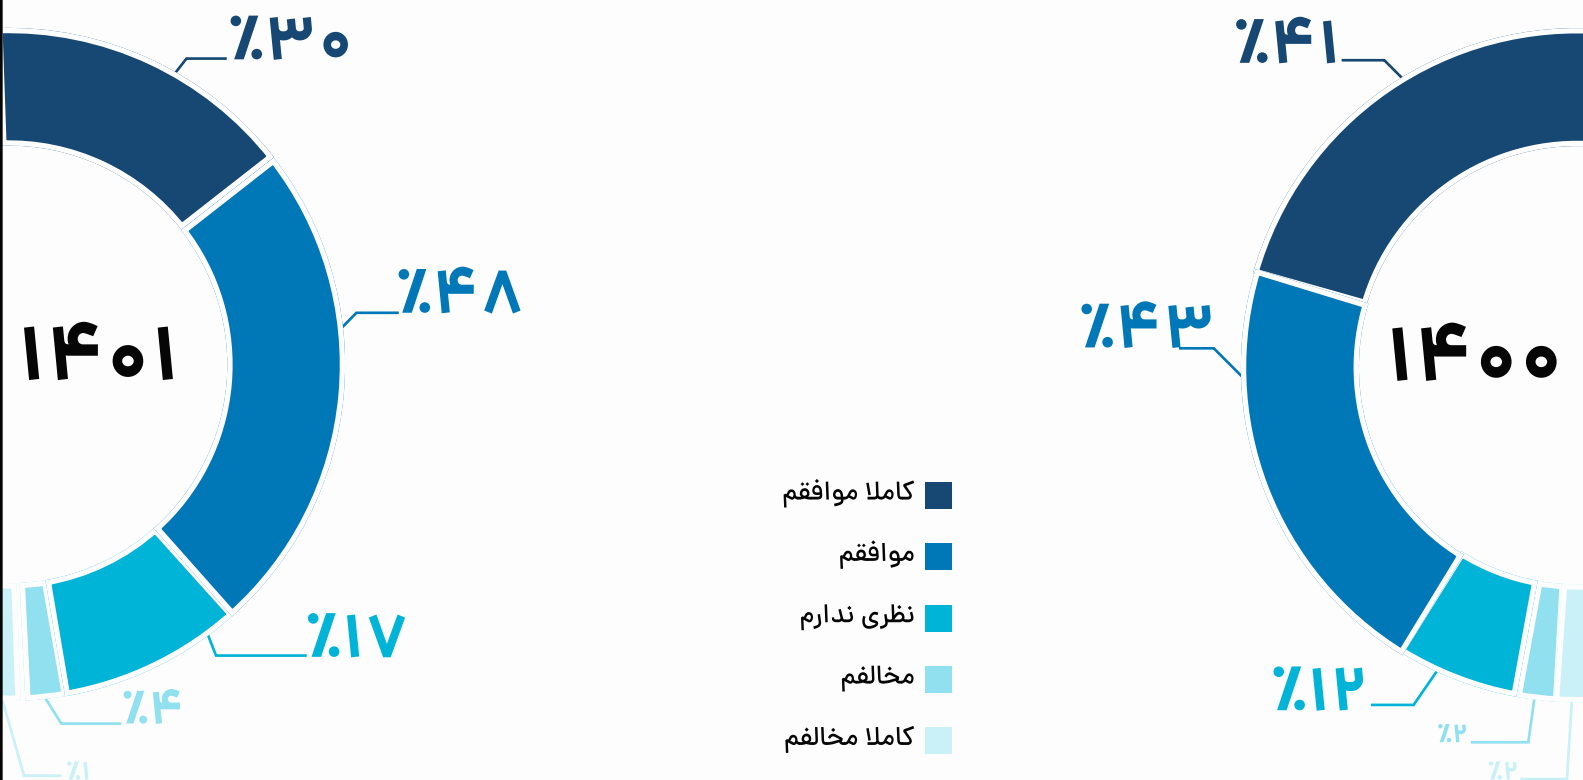 ٪۴۱
٪۴۳
۱۴۰۰
٪۱۲
٪۲
٪۲
کاملا موافقم
موافقم
نظری ندارم
مخالفم
کاملا مخالفم
٪۳۰
٪۴۸
۱۴۰۱
٪۱۷
٪۴
٪۱